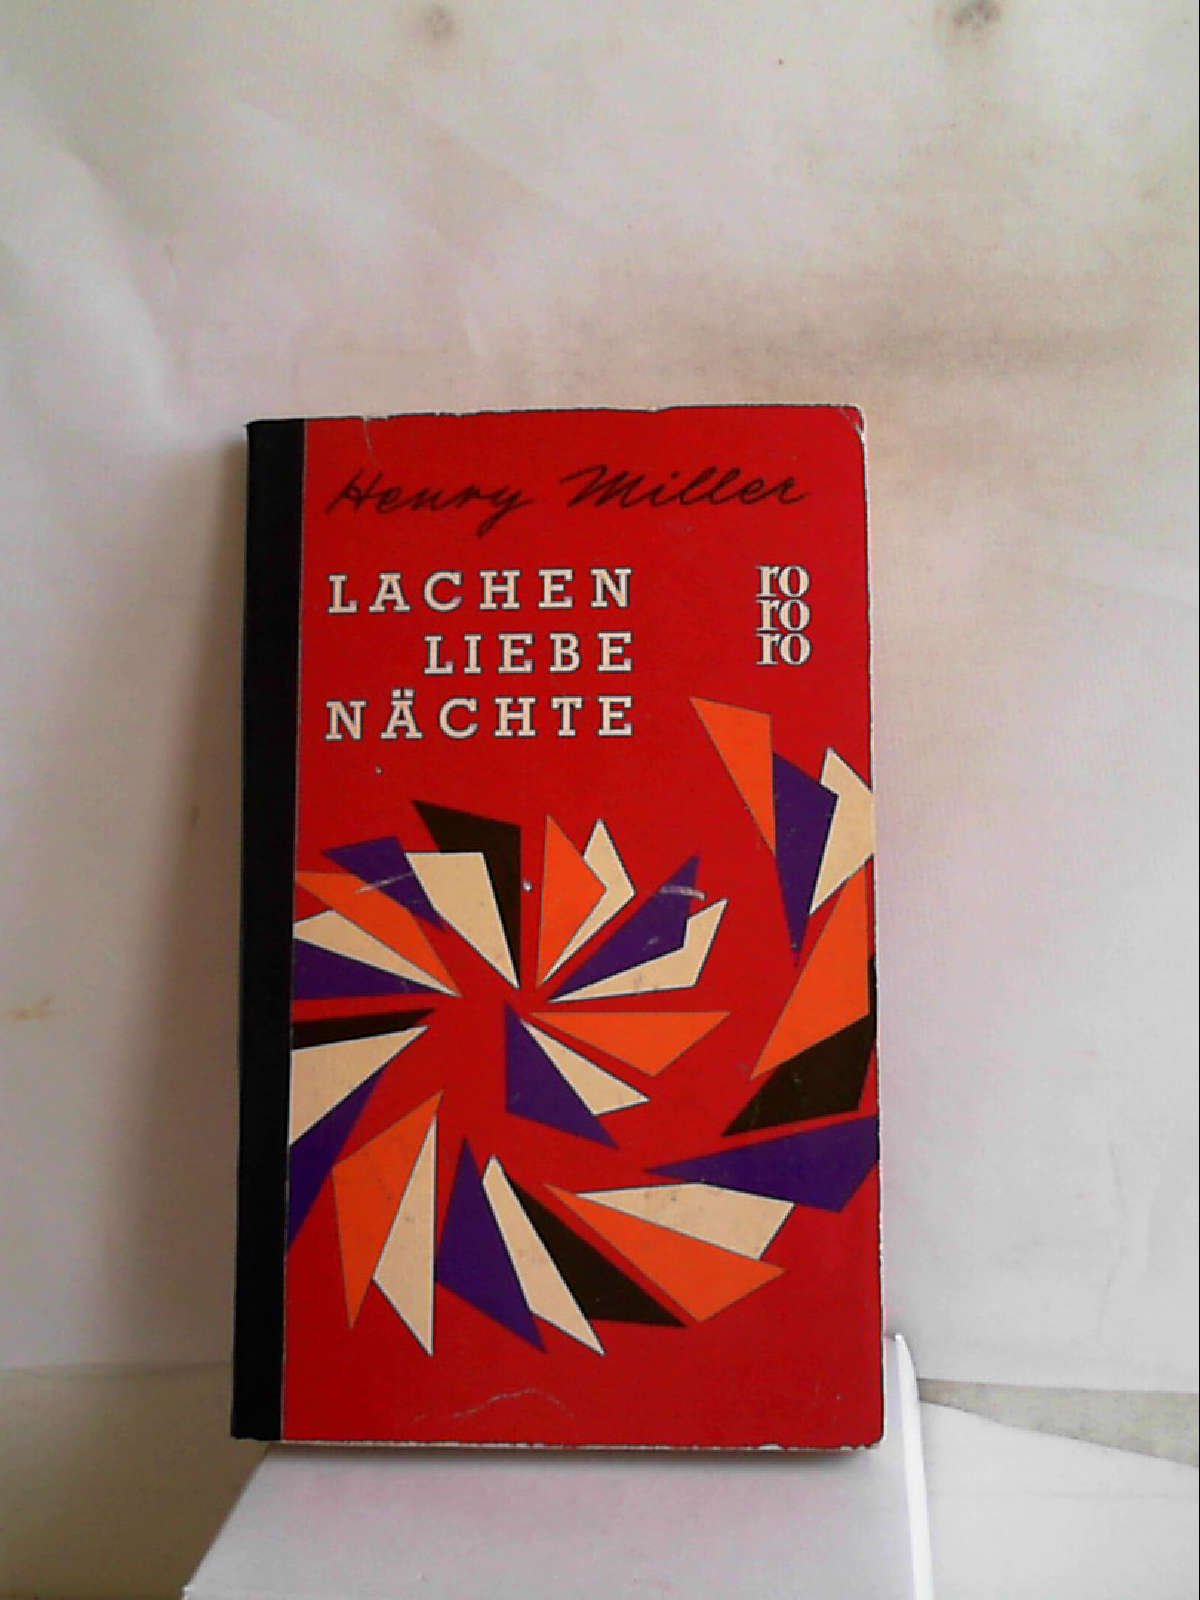 Henry Miller
LACHEN
LIEBE
NÄCHTE
ro
ro
ro